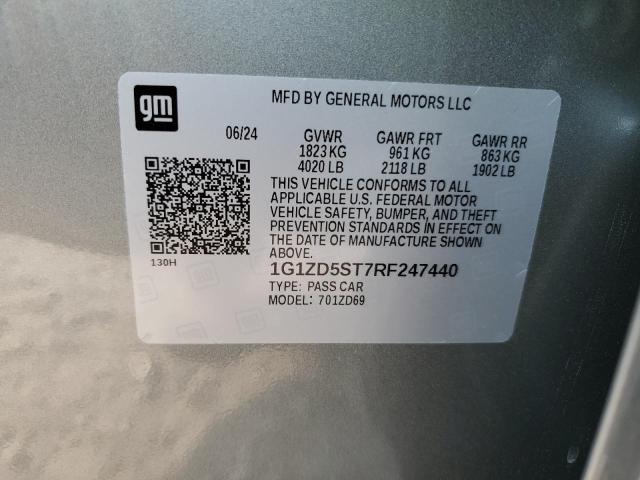 gm
MFD BY GENERAL MOTORS LLC
06/24 GVWR GAWR FRT GAWR RR
1823 KG 961 KG 863 KG
4020 LB 2118 LB 1902 LB
THIS VEHICLE CONFORMS TO ALL
APPLICABLE U.S. FEDERAL MOTOR
VEHICLE SAFETY, BUMPER, AND THEFT
PREVENTION STANDARDS IN EFFECT ON
THE DATE OF MANUFACTURE SHOWN
ABOVE.
130H
1G1ZD5ST7RF247440
TYPE: PASS CAR
MODEL: 701ZD69